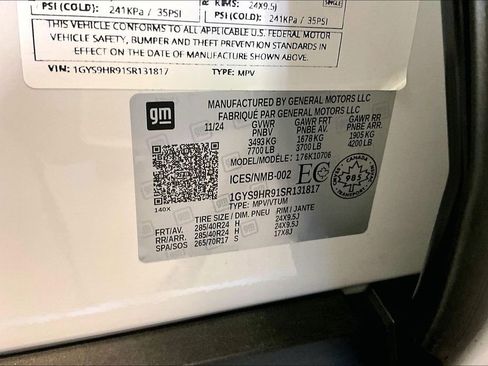 PSI (COLD): 241KPA / 35PSI
RIMS: 24X9.5J SINGLE
PSI (COLD): 241KPa / 35PSI
THIS VEHICLE CONFORMS TO ALL APPLICABLE U.S. FEDERAL MOTOR
VEHICLE SAFETY, BUMPER AND THEFT PREVENTION STANDARDS IN
EFFECT ON THE DATE OF MANUFACTURE SHOWN ABOVE.
VIN: 1GYS9HR91SR131817 TYPE: MPV
gm
MANUFACTURED BY GENERAL MOTORS LLC
FABRIQUÉ PAR GENERAL MOTORS LLC
11/24 GVWR GAWR FRT GAWR RR
PNBV PNBE AV. PNBE ARR.
3493 KG 1678 KG 1905 KG
7700 LB 3700 LB 4200 LB
MODEL/MODÈLE: 176K10706
ICES/NMB-002 EC
CANADA
985
1GYS9HR91SR131817
TYPE: MPV/VTUM
140X
TIRE SIZE / DIM. PNEU RIM / JANTE
FRT/AV. 285/40R24 H 24X9.5J
RR/ARR. 285/40R24 H 24X9.5J
SPA/SOS 265/70R17 S 17X8J